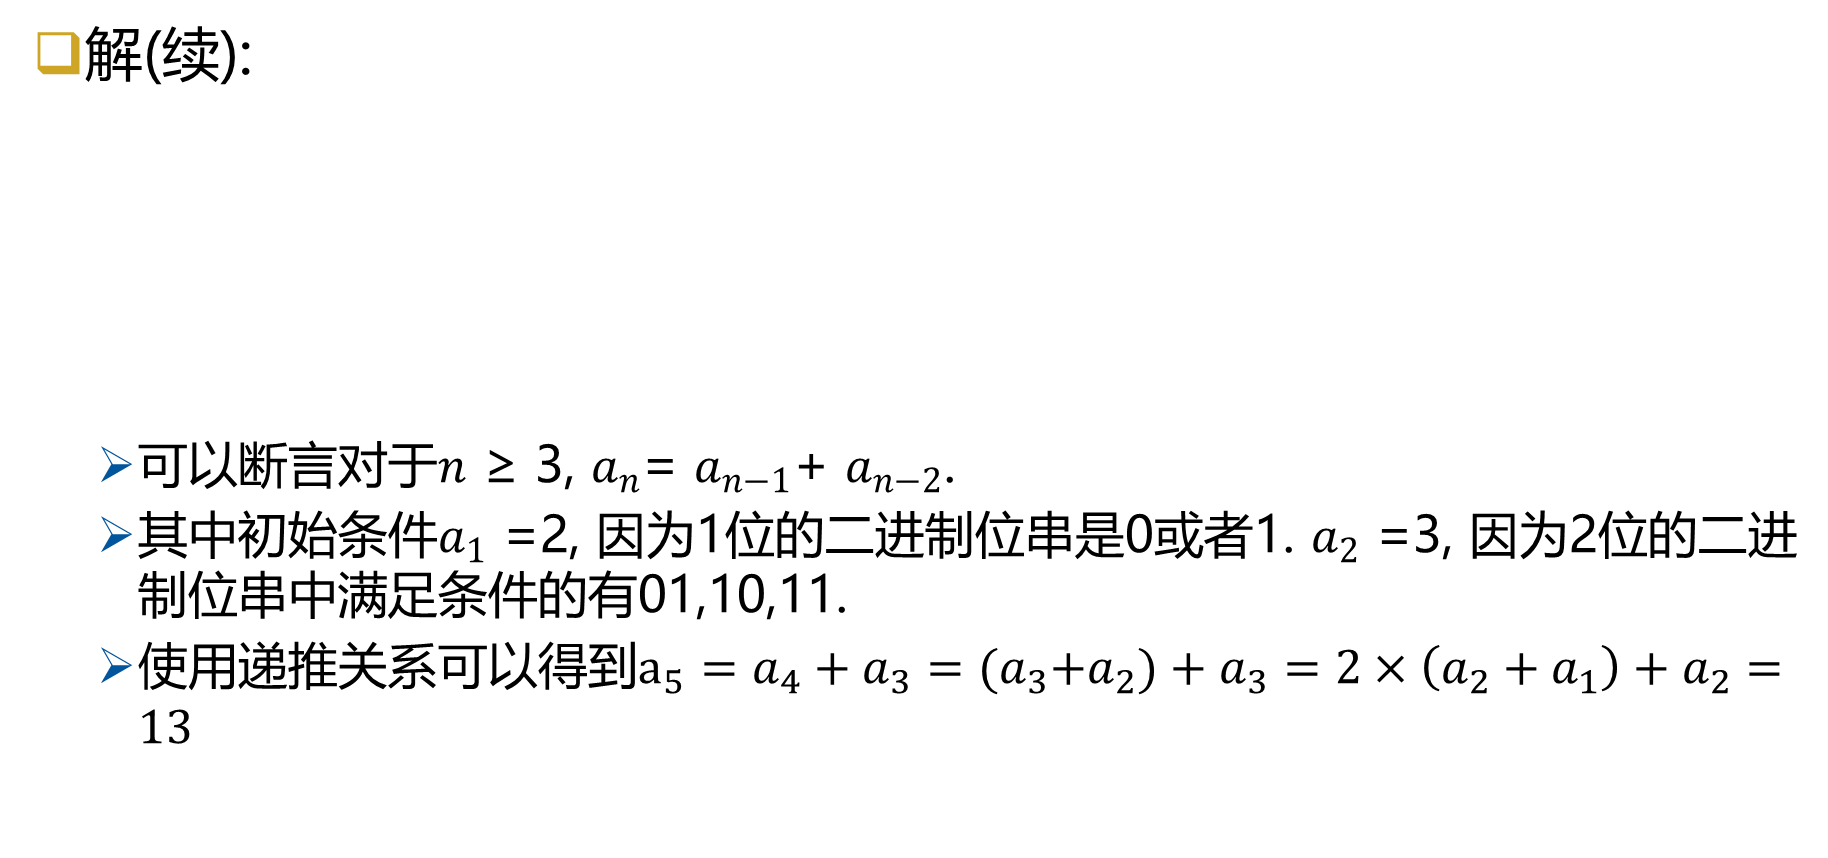 解(续):
可以断言对于n ≥ 3, aₙ= aₙ₋₁+ aₙ₋₂.
其中初始条件a₁ =2, 因为1位的二进制位串是0或者1. a₂ =3, 因为2位的二进
制位串中满足条件的有01,10,11.
使用递推关系可以得到a₅ = a₄ + a₃ = (a₃+a₂) + a₃ = 2 × (a₂ + a₁) + a₂ =
13